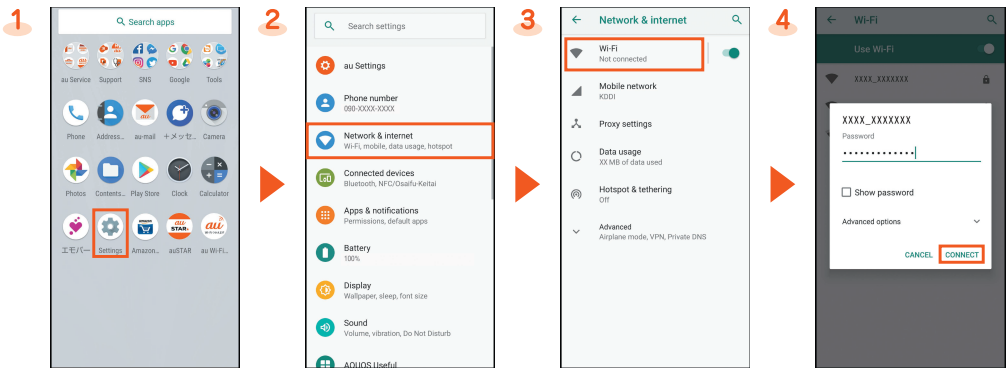 1
Search apps
au Service Support SNS Google Tools
Phone Address... au-mail +メッセ... Camera
Photos Contents... Play Store Clock Calculator
エモパー Settings Amazon... auSTAR au Wi-Fi...
2
Search settings
au Settings
Phone number
090-XXXX-XXXX
Network & internet
Wi-Fi, mobile, data usage, hotspot
Connected devices
Bluetooth, NFC/Osaifu-Keitai
Apps & notifications
Permissions, default apps
Battery
100%
Display
Wallpaper, sleep, font size
Sound
Volume, vibration, Do Not Disturb
AQUOS Useful
3
Network & internet
Wi-Fi
Not connected
Mobile network
KDDI
Proxy settings
Data usage
XX MB of data used
Hotspot & tethering
Off
Advanced
Airplane mode, VPN, Private DNS
4
Wi-Fi
Use Wi-Fi
XXXX_XXXXXXX
XXXX_XXXXXXX
Password
•••••••••••••
Show password
Advanced options
CANCEL CONNECT